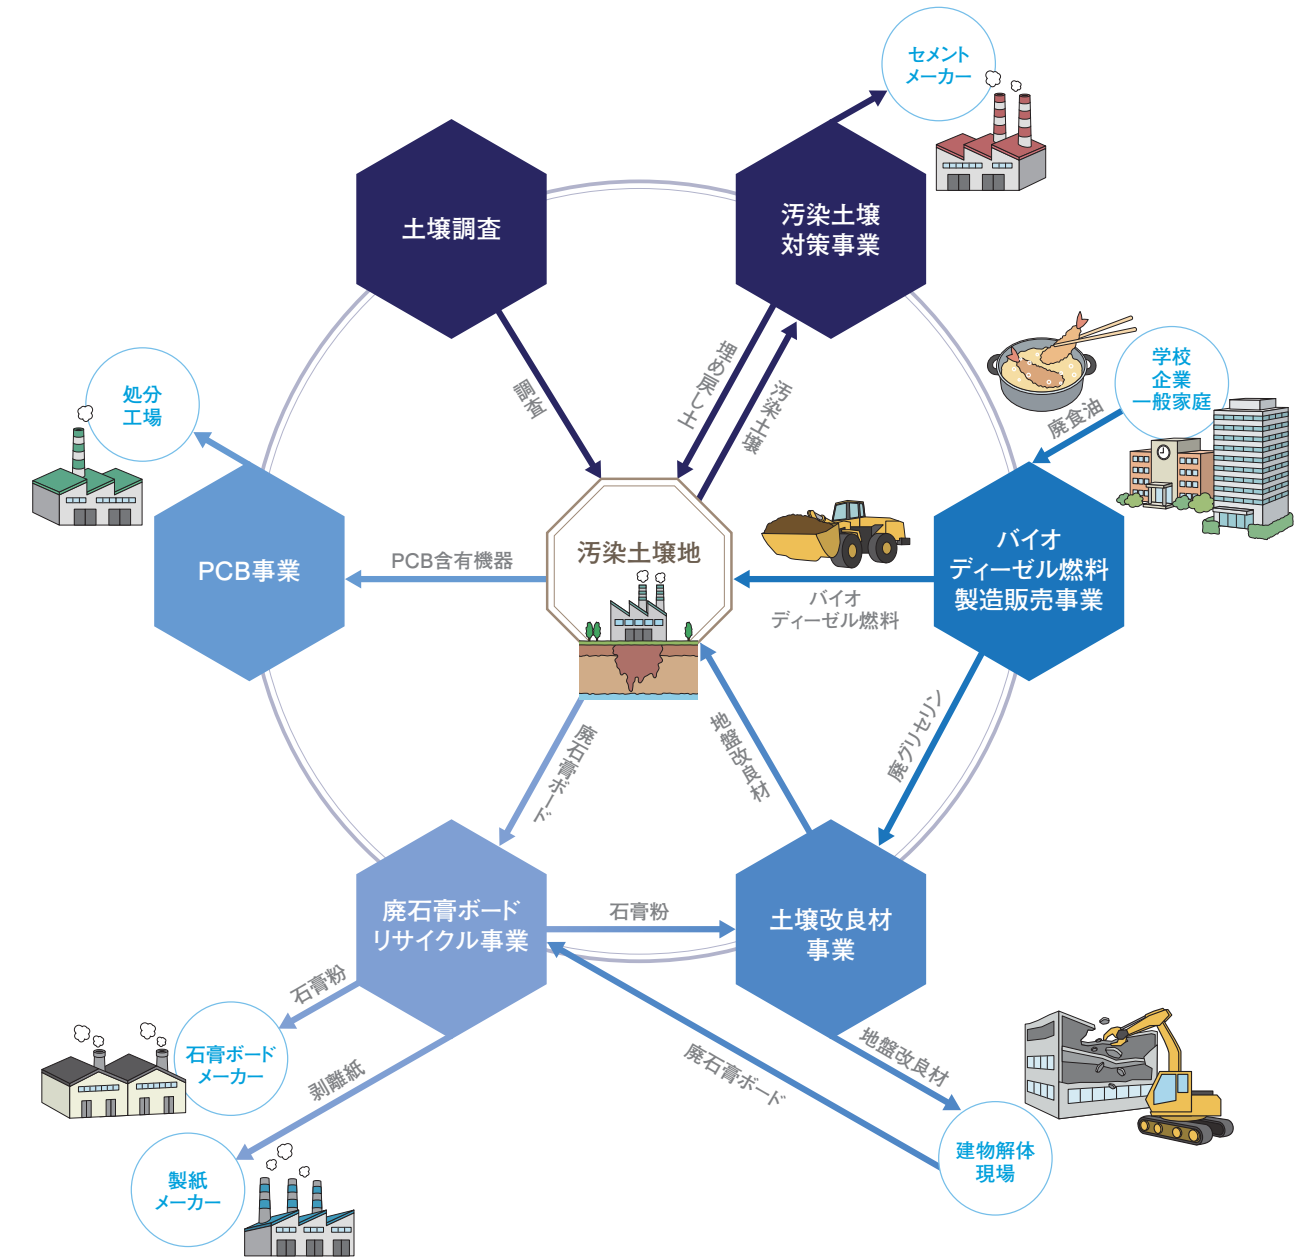 セメント
メーカー
土壌調査
汚染土壌
対策事業
調査
埋め戻し土
汚染土壌
学校
企業
一般家庭
廃食油
処分
工場
PCB事業
PCB含有機器
汚染土壌地
バイオ
ディーゼル燃料
バイオ
ディーゼル燃料
製造販売事業
廃石膏ボード
地盤改良材
廃グリセリン
廃石膏ボード
リサイクル事業
石膏粉
土壌改良材
事業
石膏粉
石膏ボード
メーカー
剥離紙
製紙
メーカー
廃石膏ボード
地盤改良材
建物解体
現場